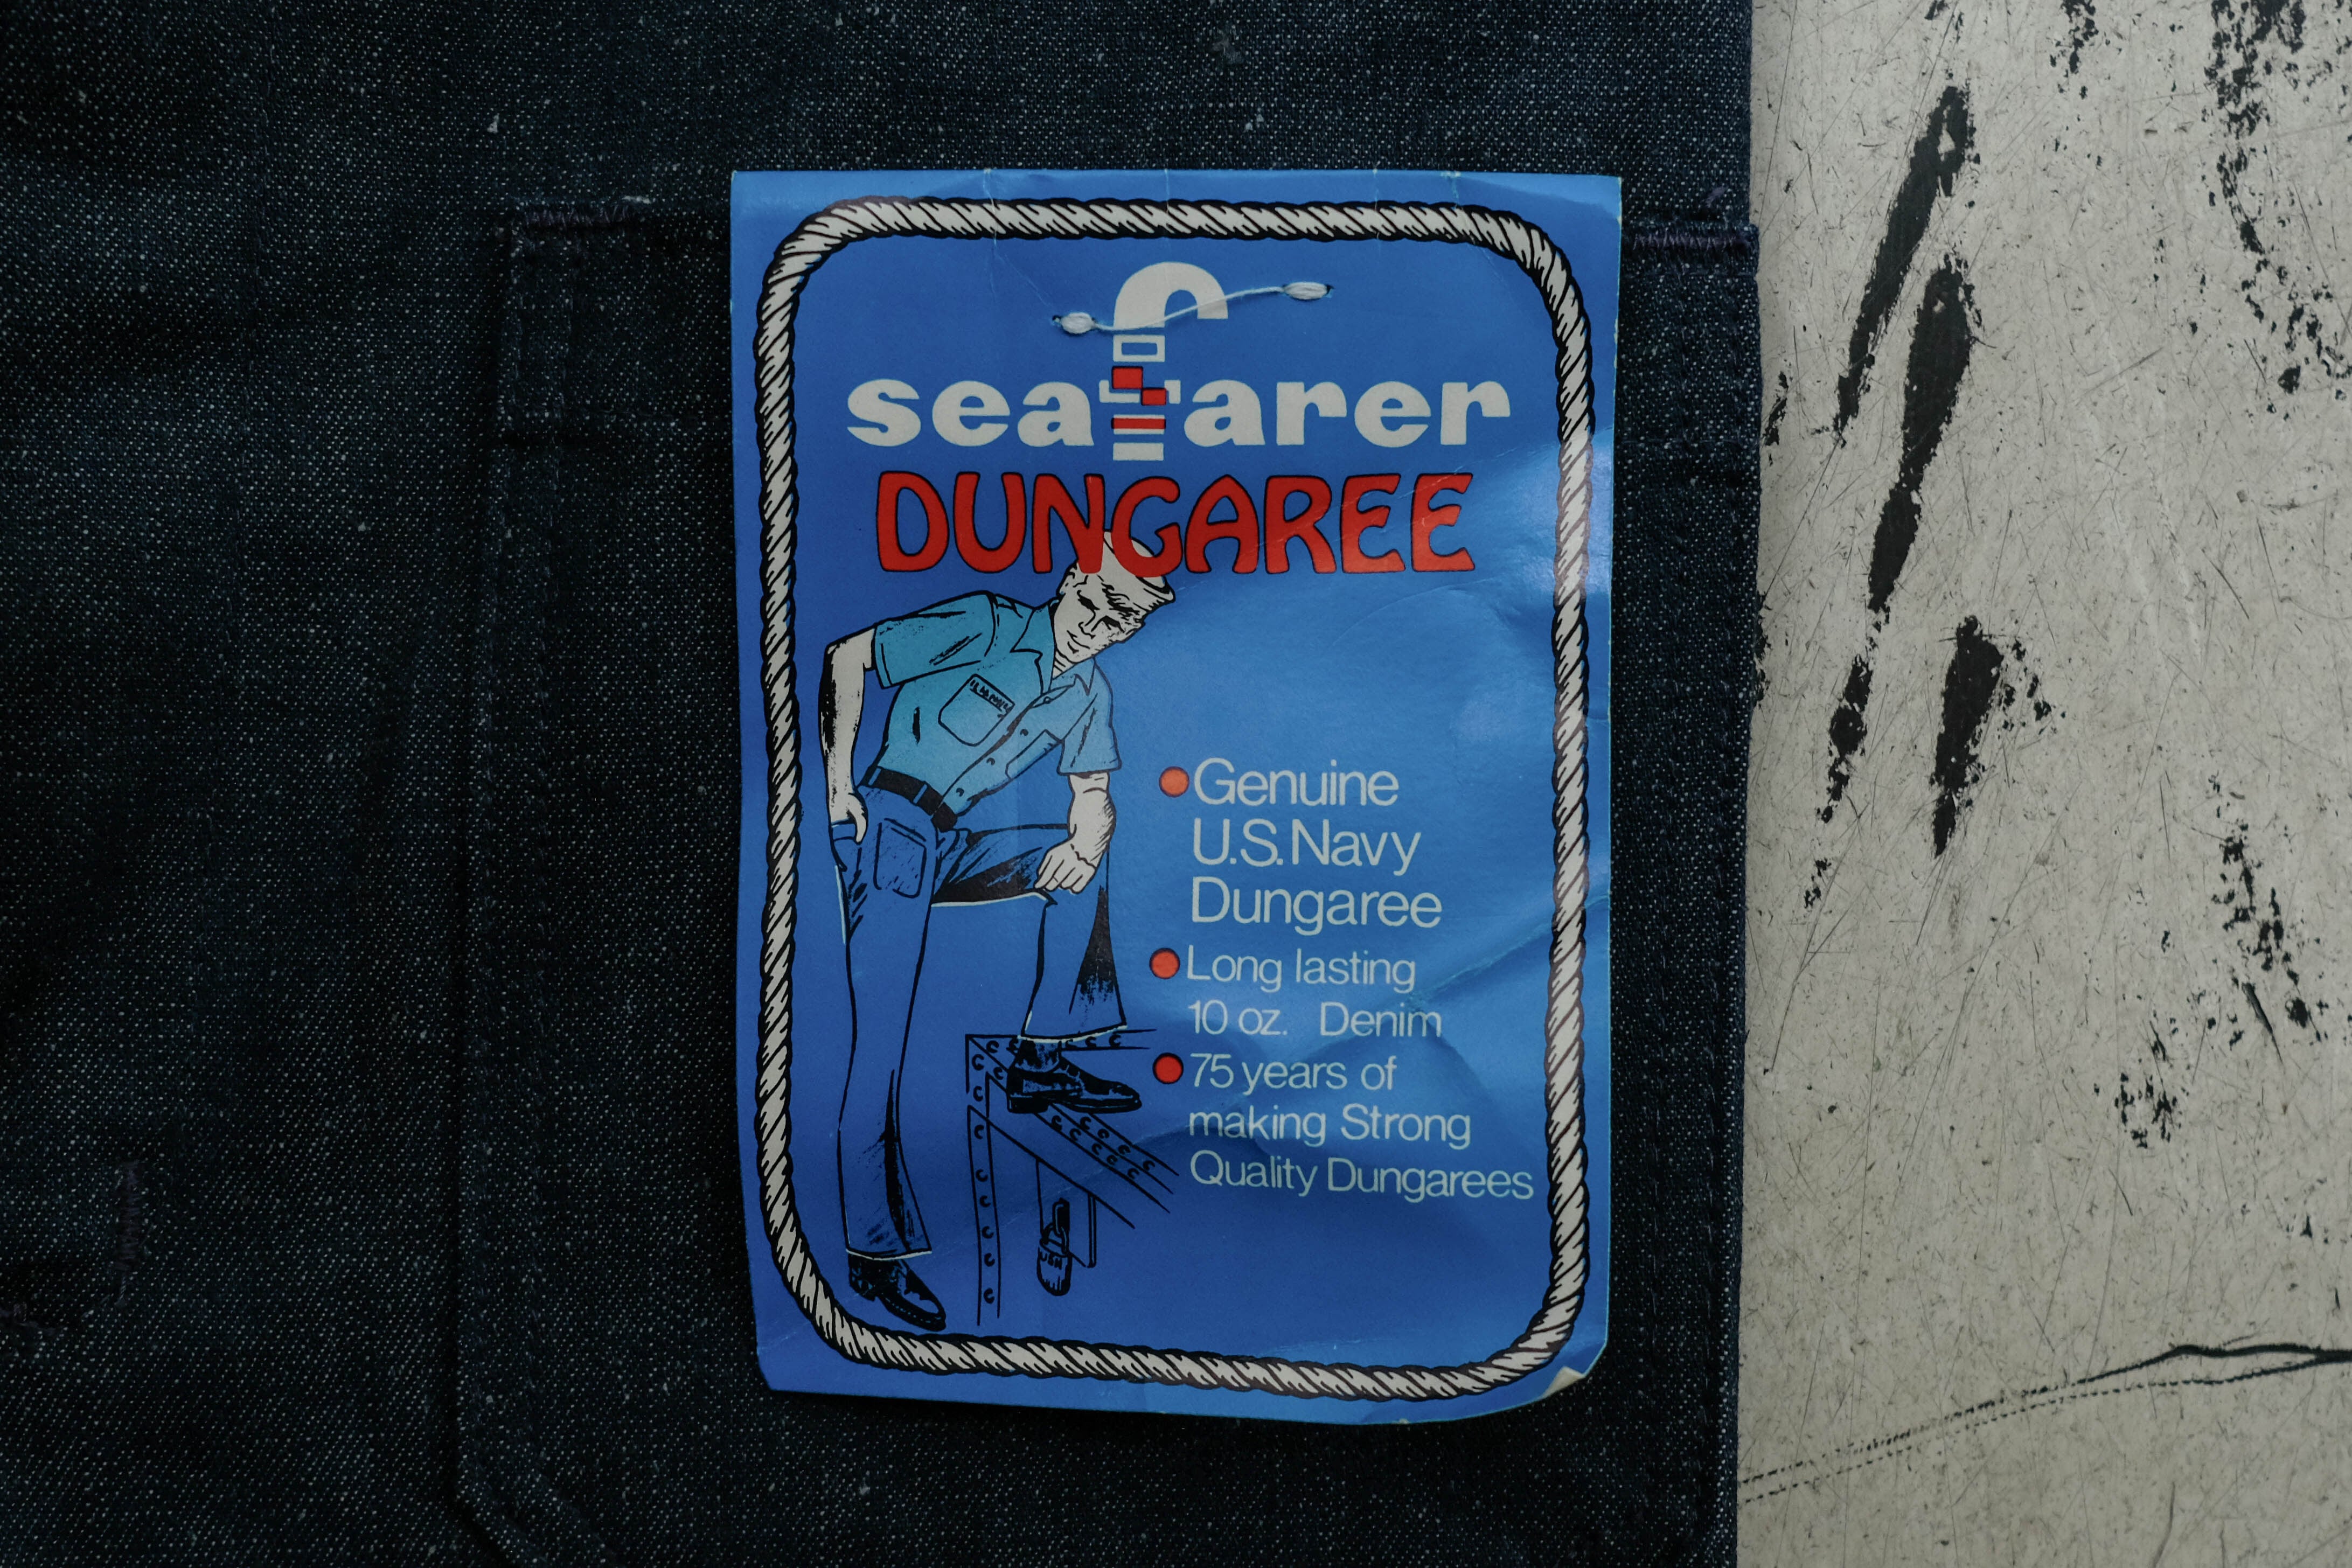 seafarer
DUNGAREE
Genuine
U.S. Navy
Dungaree
Long lasting
10 oz. Denim
75 years of
making Strong
Quality Dungarees